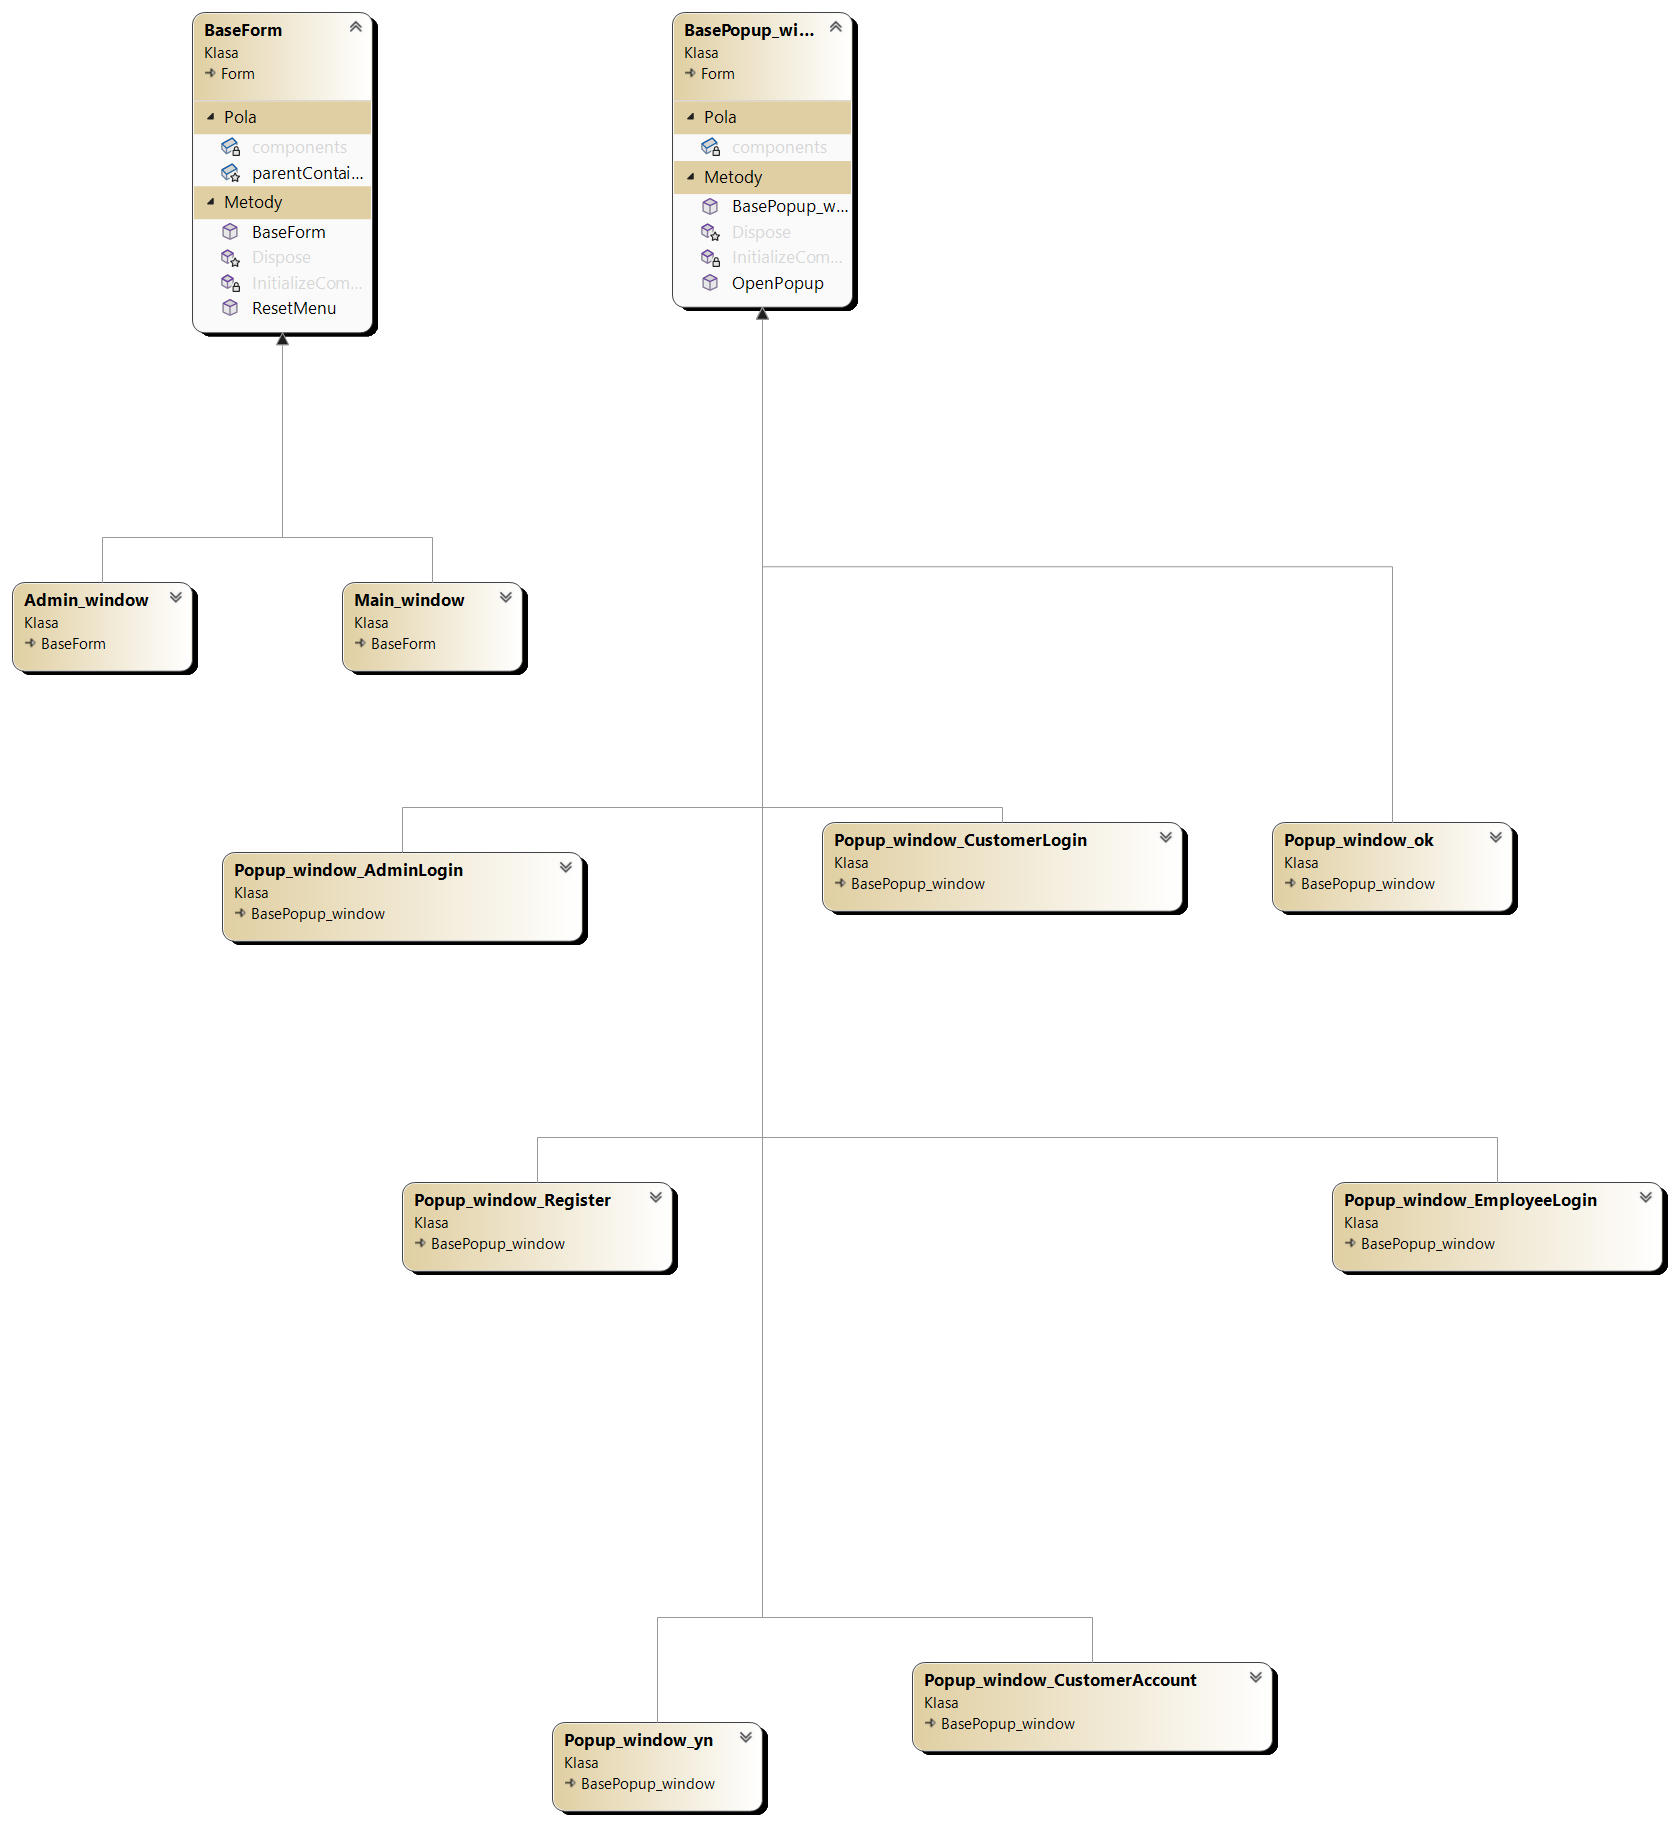 BaseForm
Klasa
Form
Pola
components
parentContai...
Metody
BaseForm
Dispose
InitializeCom...
ResetMenu
BasePopup_wi...
Klasa
Form
Pola
components
Metody
BasePopup_w...
Dispose
InitializeCom...
OpenPopup
Admin_window
Klasa
BaseForm
Main_window
Klasa
BaseForm
Popup_window_AdminLogin
Klasa
BasePopup_window
Popup_window_CustomerLogin
Klasa
BasePopup_window
Popup_window_ok
Klasa
BasePopup_window
Popup_window_Register
Klasa
BasePopup_window
Popup_window_EmployeeLogin
Klasa
BasePopup_window
Popup_window_yn
Klasa
BasePopup_window
Popup_window_CustomerAccount
Klasa
BasePopup_window